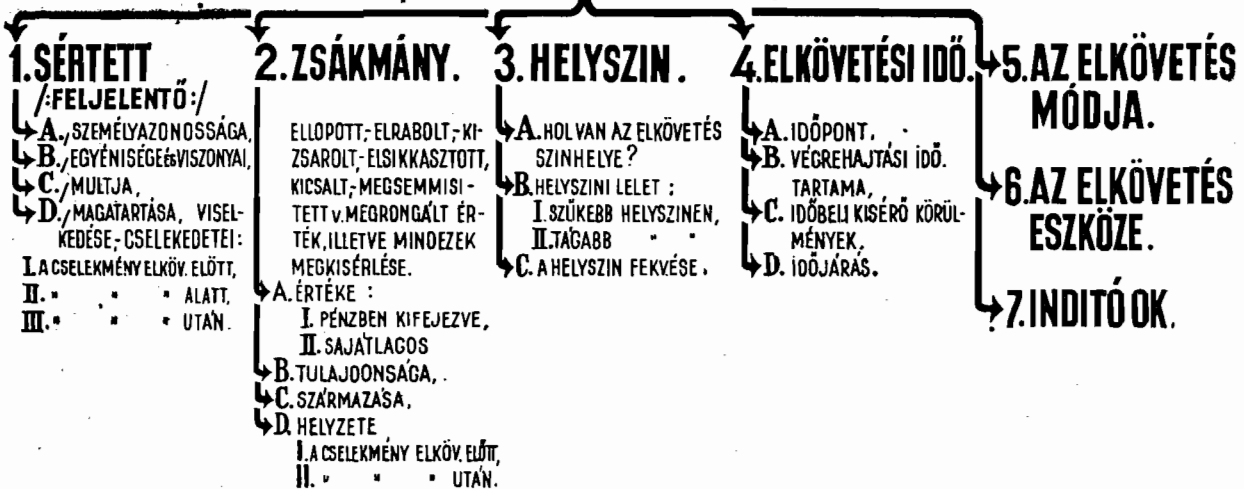 1. SÉRTETT
/:FELJELENTŐ:/
A., SZEMÉLYAZONOSSÁGA,
B., EGYÉNISÉGE és VISZONYAI,
C., MULTJA,
D., MAGATARTÁSA, VISEL-
KEDÉSE,- CSELEKEDETEI:
I. A CSELEKMÉNY ELKÖV. ELŐTT,
II. " " " ALATT,
III. " " " UTÁN.
2. ZSÁKMÁNY.
ELLOPOTT,- ELRABOLT,- KI-
ZSAROLT,- ELSIKKASZTOTT,
KICSALT,- MEGSEMMISI-
TETT v. MEGRONGÁLT ÉR-
TÉK, ILLETVE MINDEZEK
MEGKISÉRLÉSE.
A. ÉRTÉKE :
I. PÉNZBEN KIFEJEZVE,
II. SAJÁTLAGOS
B. TULAJDONSÁGA,
C. SZÁRMAZÁSA,
D. HELYZETE
I. A CSELEKMÉNY ELKÖV. ELŐTT,
II. " " " UTÁN.
3. HELYSZIN.
A. HOL VAN AZ ELKÖVETÉS
SZINHELYE?
B. HELYSZINI LELET :
I. SZŰKEBB HELYSZINEN,
II. TÁGABB " "
C. A HELYSZIN FEKVÉSE.
4. ELKÖVETÉSI IDŐ.
A. IDŐPONT.
B. VÉGREHAJTÁSI IDŐ.
TARTAMA,
C. IDŐBELI KISÉRŐ KÖRÜL-
MÉNYEK.
D. IDŐJÁRÁS.
5. AZ ELKÖVETÉS
MÓDJA.
6. AZ ELKÖVETÉS
ESZKÖZE.
7. INDITÓ OK.